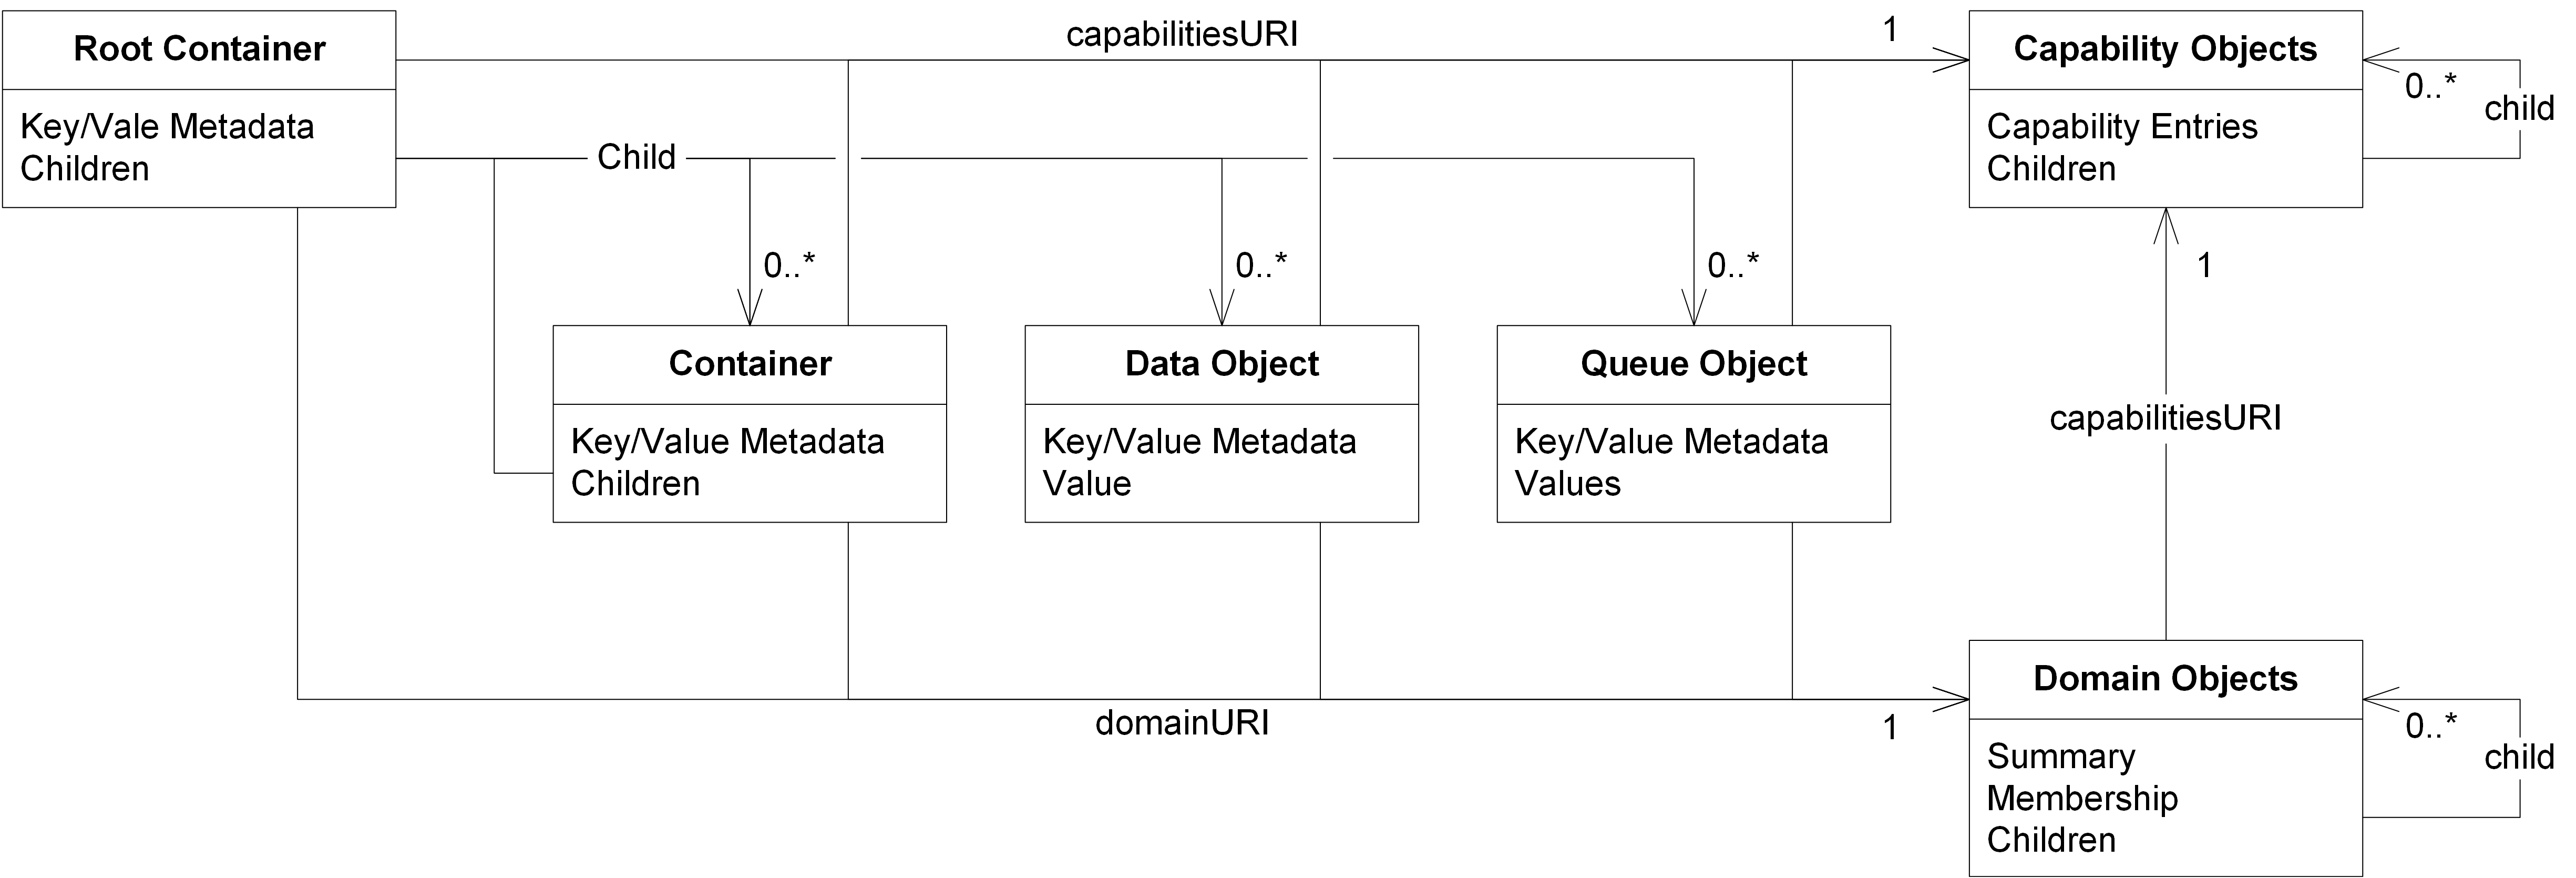 Root Container
Key/Vale Metadata
Children
capabilitiesURI
1
Capability Objects
Capability Entries
Children
0..*
child
Child
0..*
0..*
0..*
1
Container
Key/Value Metadata
Children
Data Object
Key/Value Metadata
Value
Queue Object
Key/Value Metadata
Values
capabilitiesURI
domainURI
1
Domain Objects
Summary
Membership
Children
0..*
child